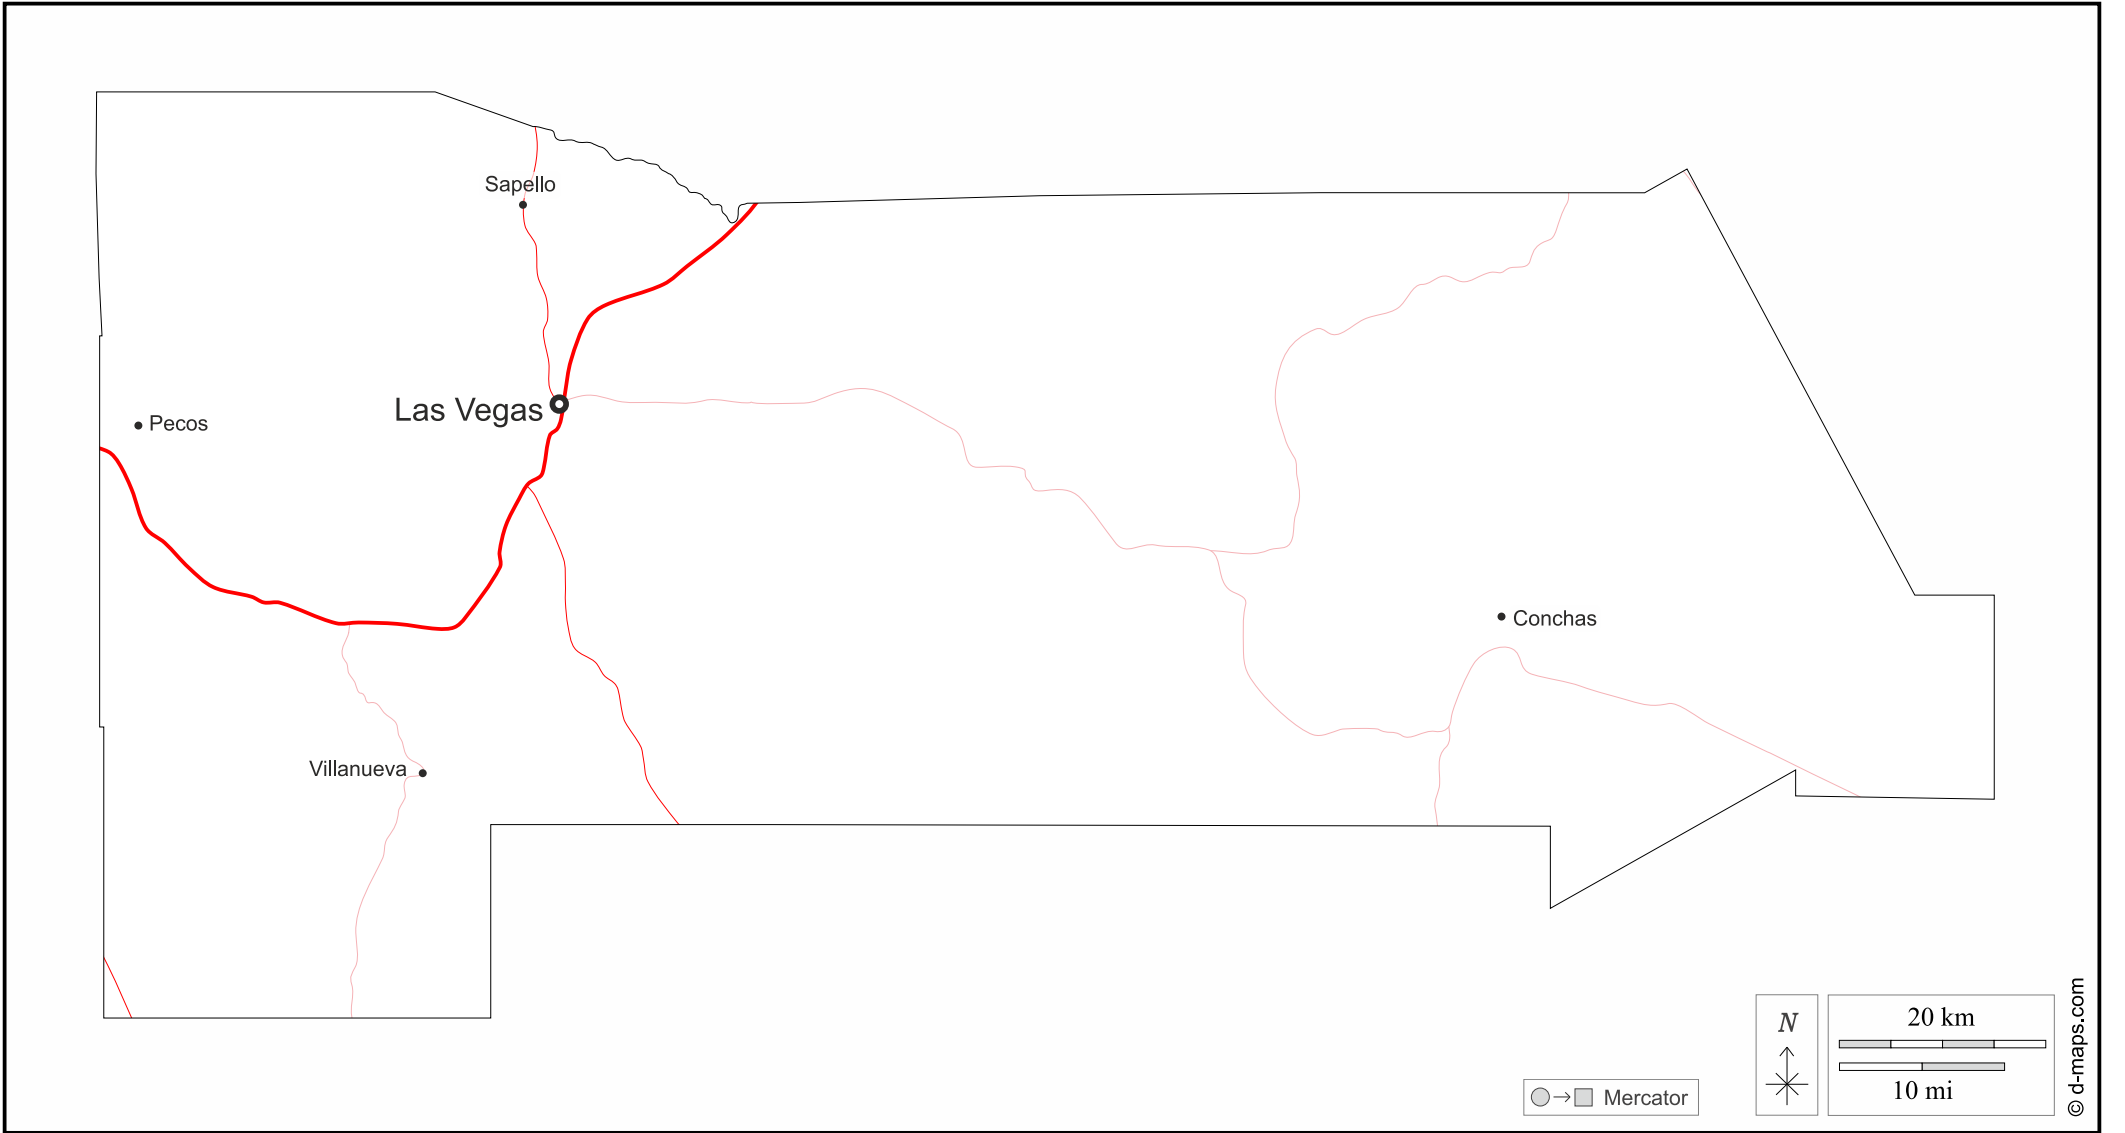 Sapello
Las Vegas
Pecos
Conchas
Villanueva
N
20 km
10 mi
Mercator
© d-maps.com